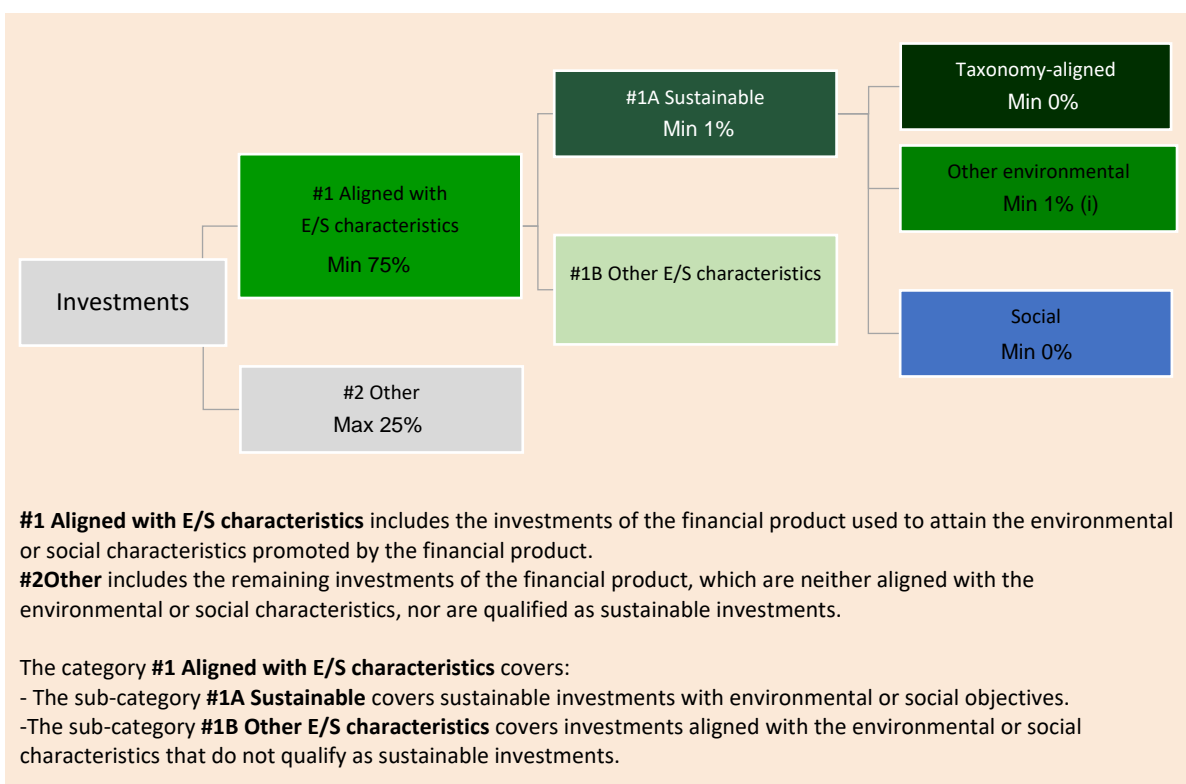 Investments
#1 Aligned with
E/S characteristics
Min 75%
#2 Other
Max 25%
#1A Sustainable
Min 1%
#1B Other E/S characteristics
Taxonomy-aligned
Min 0%
Other environmental
Min 1% (i)
Social
Min 0%
#1 Aligned with E/S characteristics includes the investments of the financial product used to attain the environmental
or social characteristics promoted by the financial product.
#2Other includes the remaining investments of the financial product, which are neither aligned with the
environmental or social characteristics, nor are qualified as sustainable investments.
The category #1 Aligned with E/S characteristics covers:
- The sub-category #1A Sustainable covers sustainable investments with environmental or social objectives.
-The sub-category #1B Other E/S characteristics covers investments aligned with the environmental or social
characteristics that do not qualify as sustainable investments.